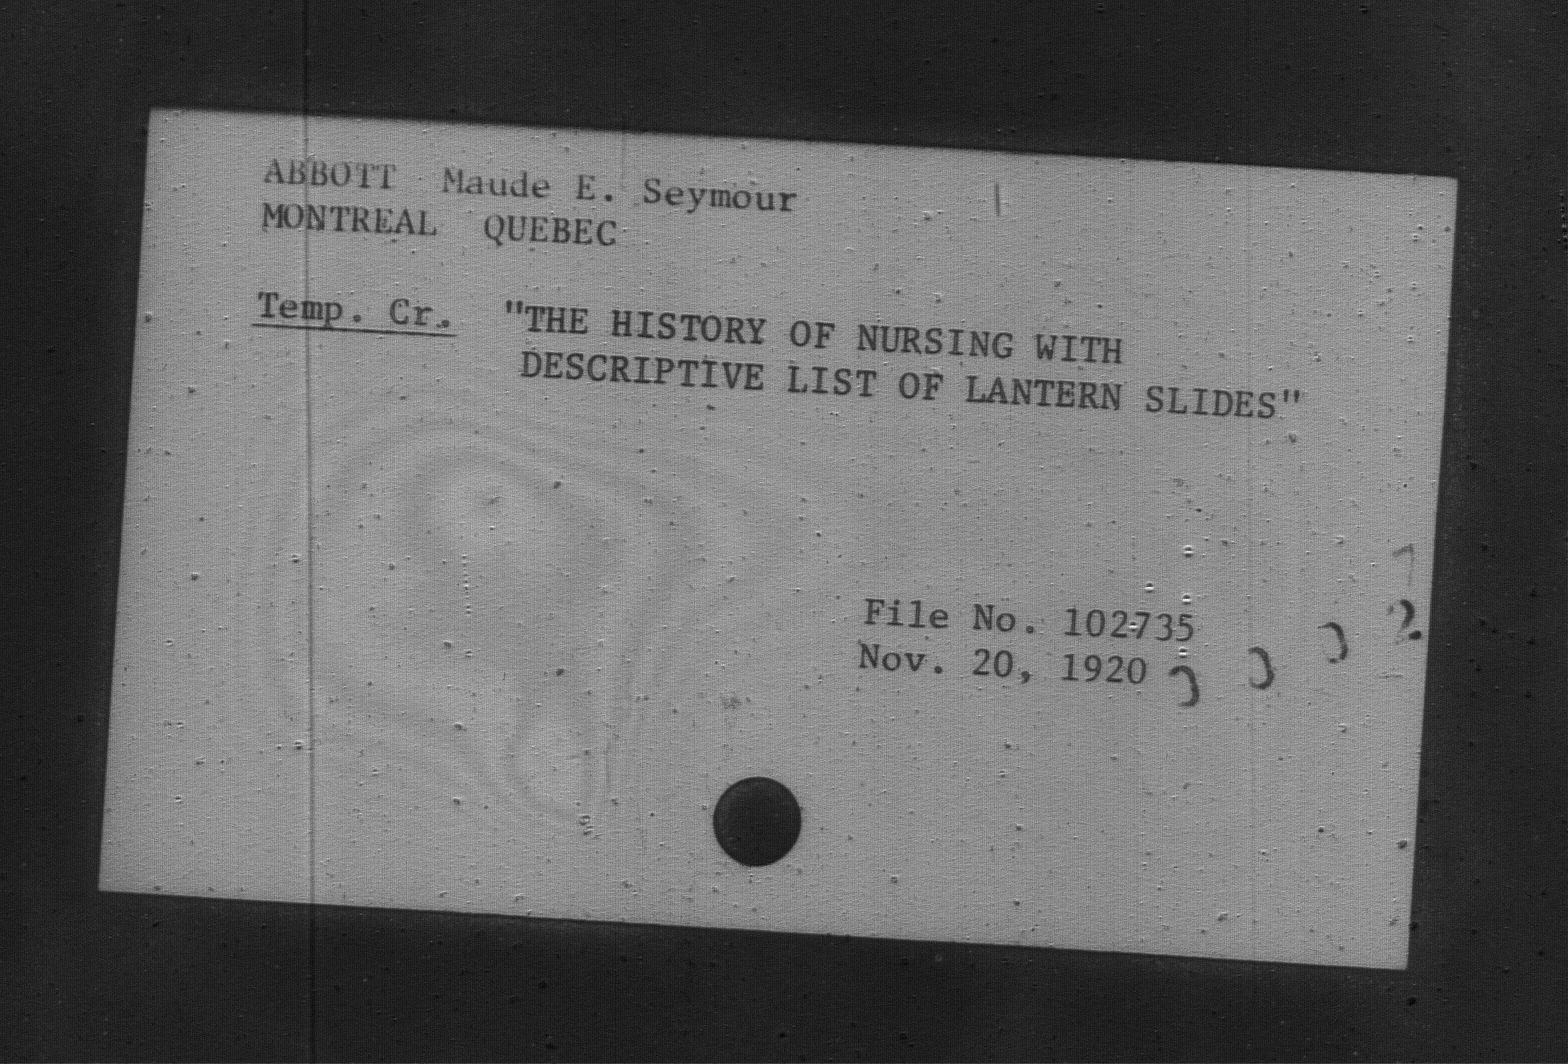 ABBOTT Maude E. Seymour
MONTREAL QUEBEC
Temp. Cr. "THE HISTORY OF NURSING WITH
DESCRIPTIVE LIST OF LANTERN SLIDES"
File No. 102735
Nov. 20, 1920